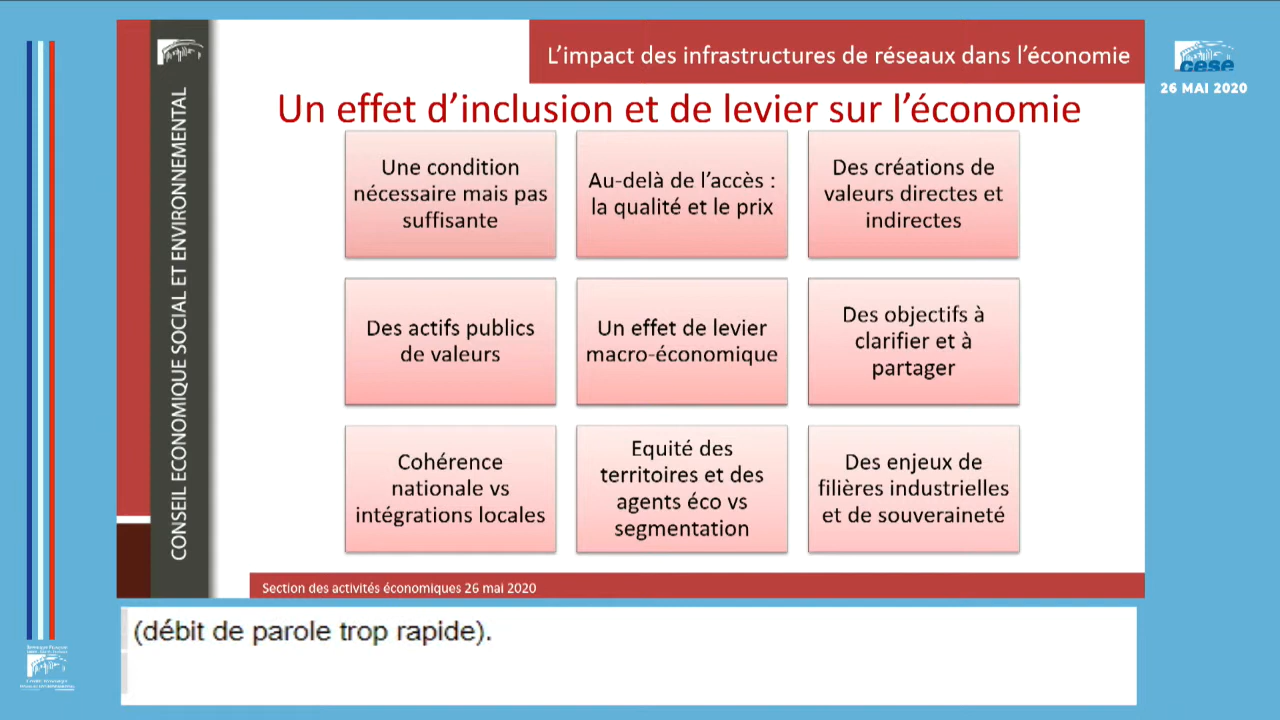 L'impact des infrastructures de réseaux dans l'économie
cese
26 MAI 2020
Un effet d'inclusion et de levier sur l'économie
CONSEIL ECONOMIQUE SOCIAL ET ENVIRONNEMENTAL
Une condition
nécessaire mais pas
suffisante
Au-delà de l'accès :
la qualité et le prix
Des créations de
valeurs directes et
indirectes
Des actifs publics
de valeurs
Un effet de levier
macro-économique
Des objectifs à
clarifier et à
partager
Cohérence
nationale vs
intégrations locales
Equité des
territoires et des
agents éco vs
segmentation
Des enjeux de
filières industrielles
et de souveraineté
Section des activités économiques 26 mai 2020
(débit de parole trop rapide).